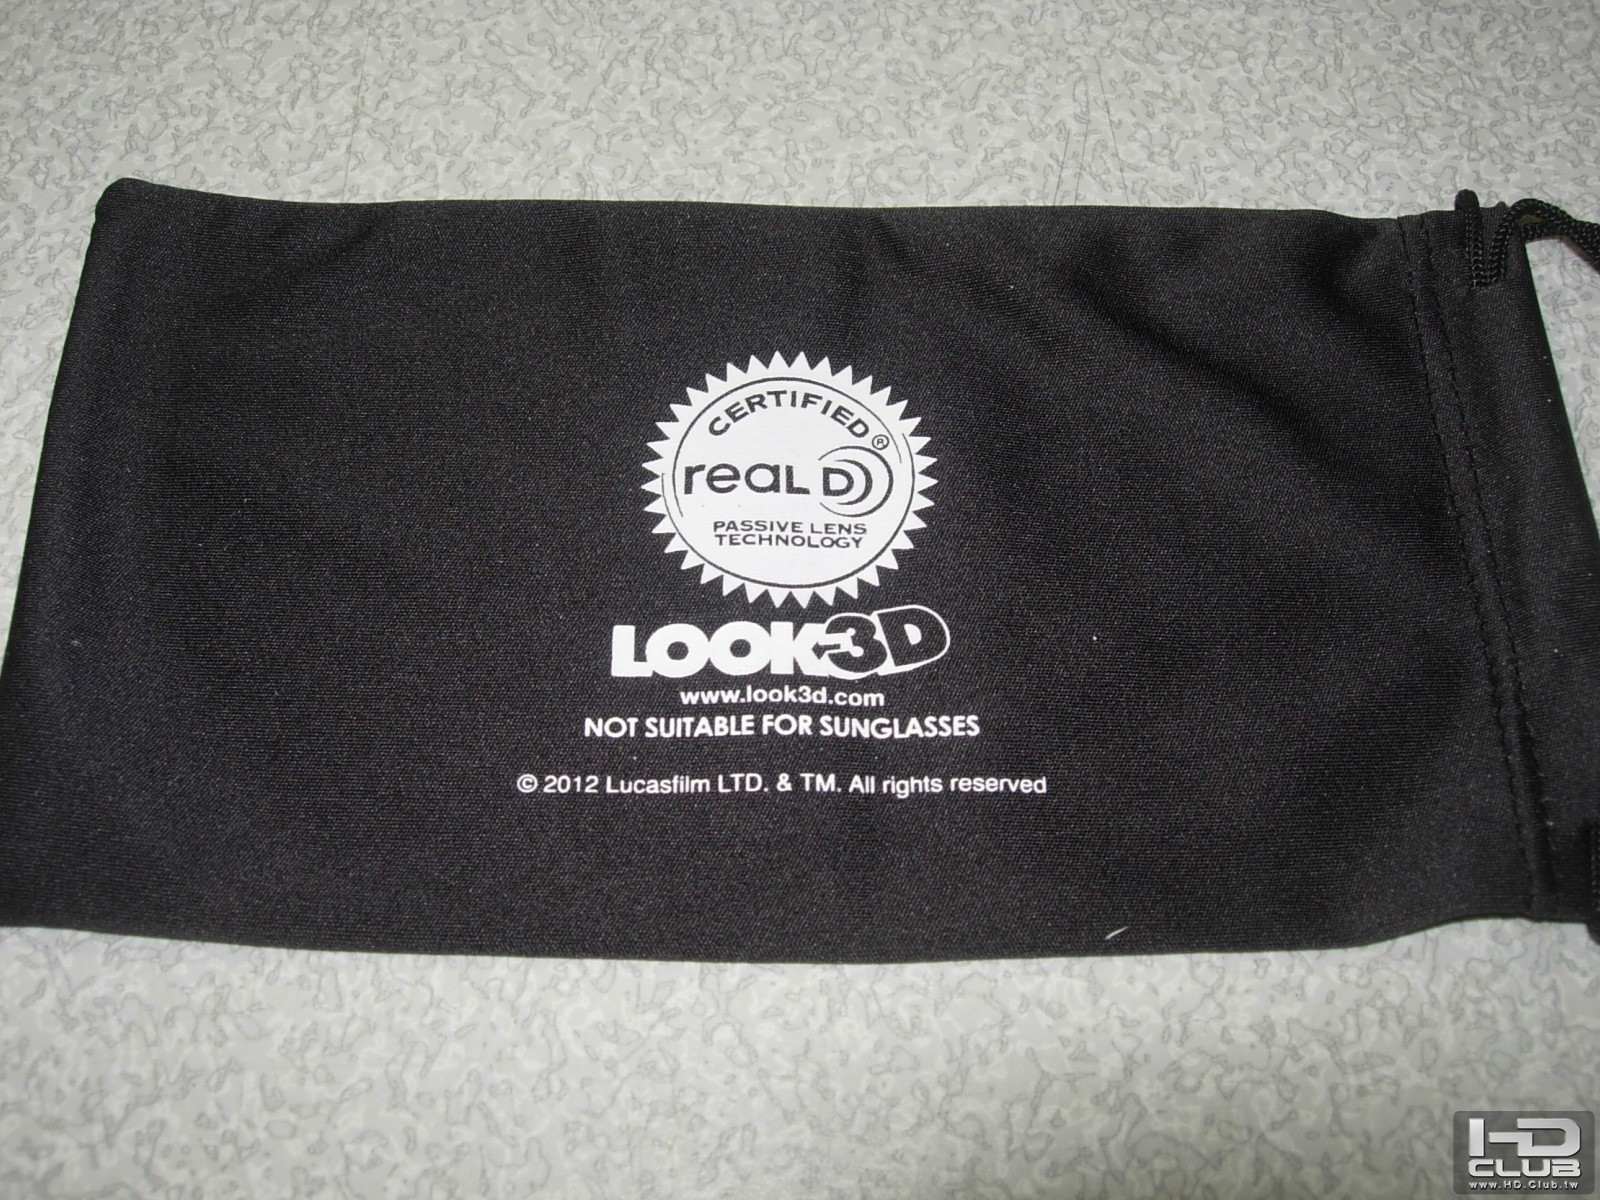 CERTIFIED
®
reaL D
PASSIVE LENS
TECHNOLOGY
LOOK3D
www.look3d.com
NOT SUITABLE FOR SUNGLASSES
© 2012 Lucasfilm LTD. & TM. All rights reserved
HD
CLUB
www.HD.Club.tw